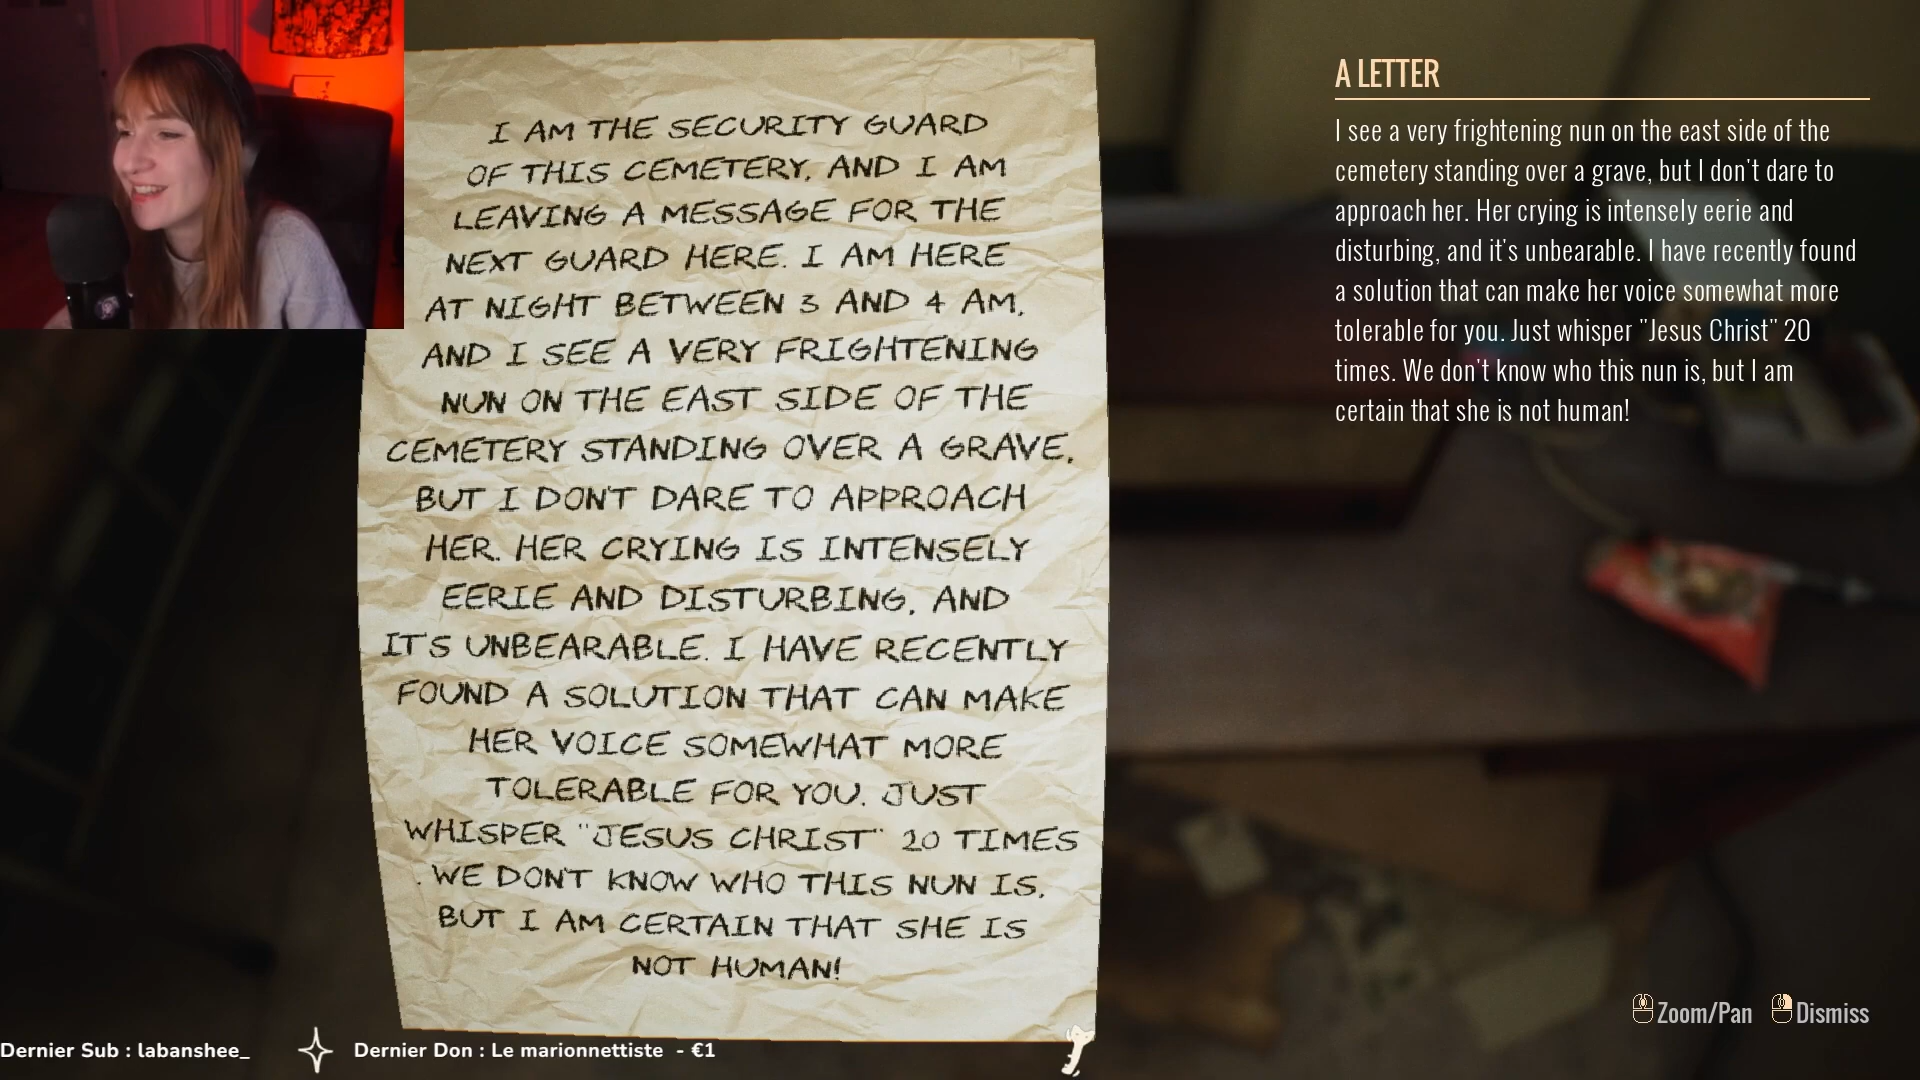 I AM THE SECURITY GUARD
OF THIS CEMETERY, AND I AM
LEAVING A MESSAGE FOR THE
NEXT GUARD HERE. I AM HERE
AT NIGHT BETWEEN 3 AND 4 AM,
AND I SEE A VERY FRIGHTENING
NUN ON THE EAST SIDE OF THE
CEMETERY STANDING OVER A GRAVE,
BUT I DON'T DARE TO APPROACH
HER. HER CRYING IS INTENSELY
EERIE AND DISTURBING, AND
IT'S UNBEARABLE. I HAVE RECENTLY
FOUND A SOLUTION THAT CAN MAKE
HER VOICE SOMEWHAT MORE
TOLERABLE FOR YOU. JUST
WHISPER "JESUS CHRIST" 20 TIMES
. WE DON'T KNOW WHO THIS NUN IS,
BUT I AM CERTAIN THAT SHE IS
NOT HUMAN!
A LETTER
I see a very frightening nun on the east side of the
cemetery standing over a grave, but I don't dare to
approach her. Her crying is intensely eerie and
disturbing, and it's unbearable. I have recently found
a solution that can make her voice somewhat more
tolerable for you. Just whisper "Jesus Christ" 20
times. We don't know who this nun is, but I am
certain that she is not human!
Zoom/Pan Dismiss
Dernier Sub : labanshee_ Dernier Don : Le marionnettiste - €1